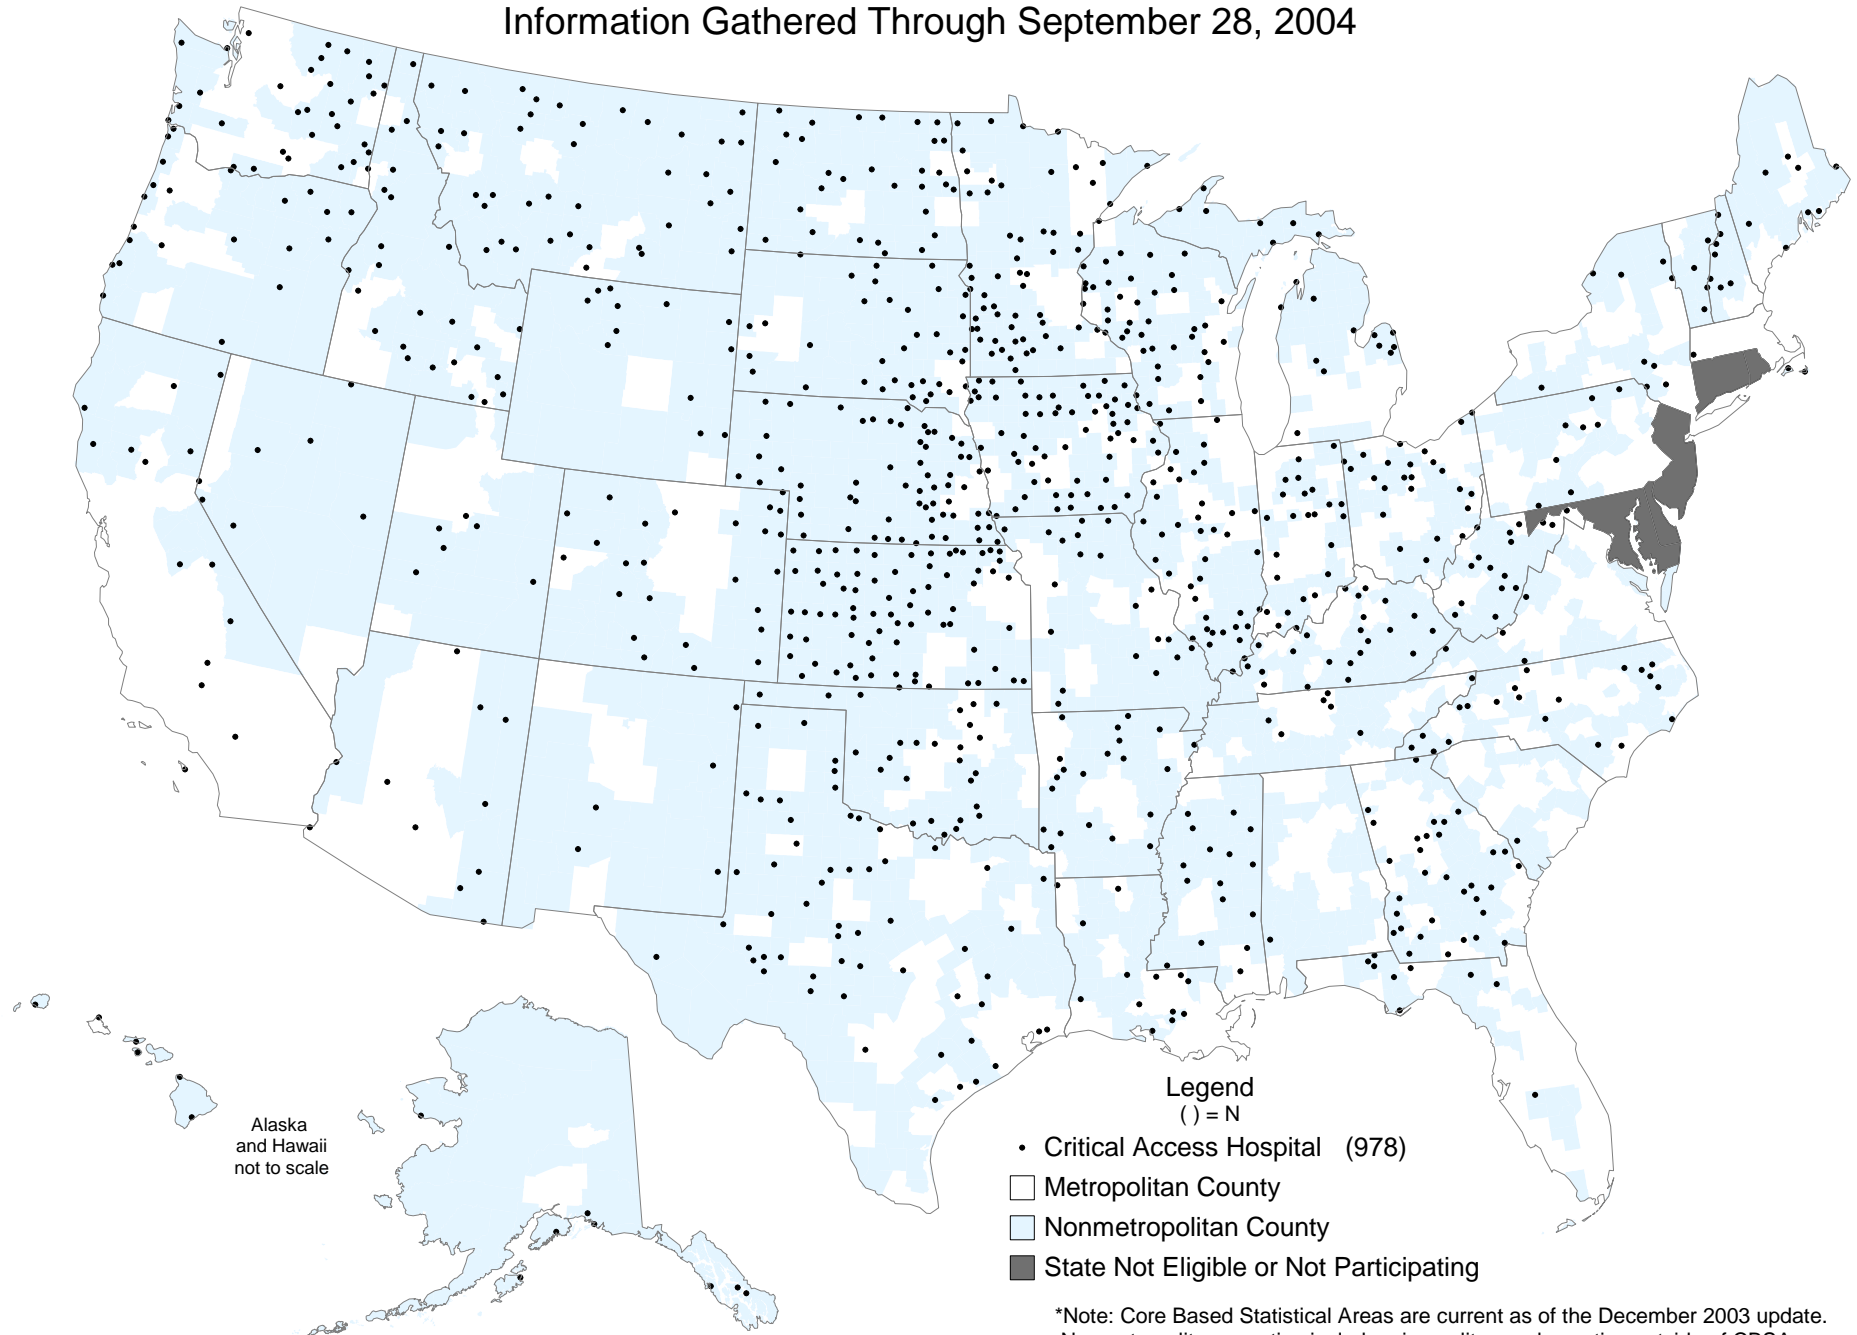 Information Gathered Through September 28, 2004
Alaska
and Hawaii
not to scale
Legend
( ) = N
Critical Access Hospital (978)
Metropolitan County
Nonmetropolitan County
State Not Eligible or Not Participating
*Note: Core Based Statistical Areas are current as of the December 2003 update.